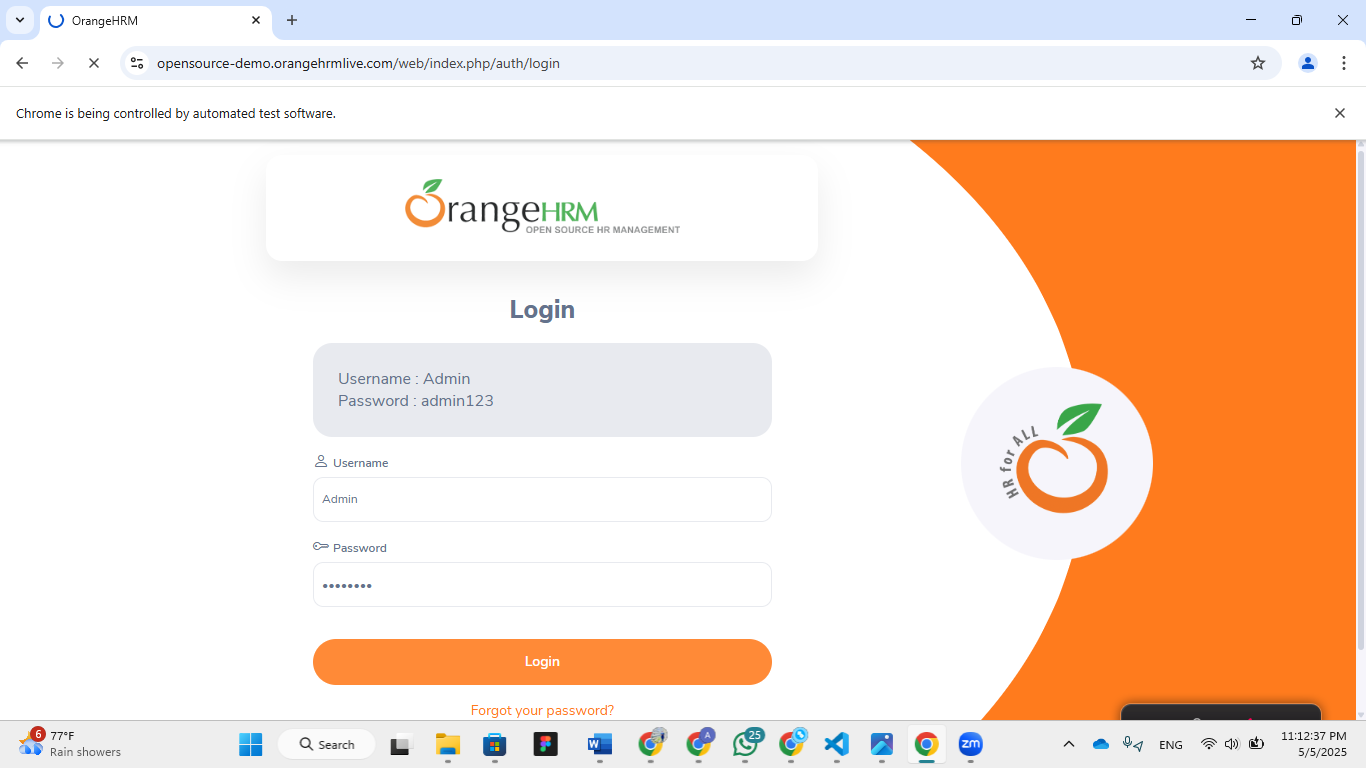 OrangeHRM
opensource-demo.orangehrmlive.com/web/index.php/auth/login
Chrome is being controlled by automated test software.
OrangeHRM
OPEN SOURCE HR MANAGEMENT
Login
Username : Admin
Password : admin123
Username
Admin
Password
••••••••
Login
Forgot your password?
HR for ALL
6
77°F
Rain showers
Search
W
A
25
zm
ENG
11:12:37 PM
5/5/2025